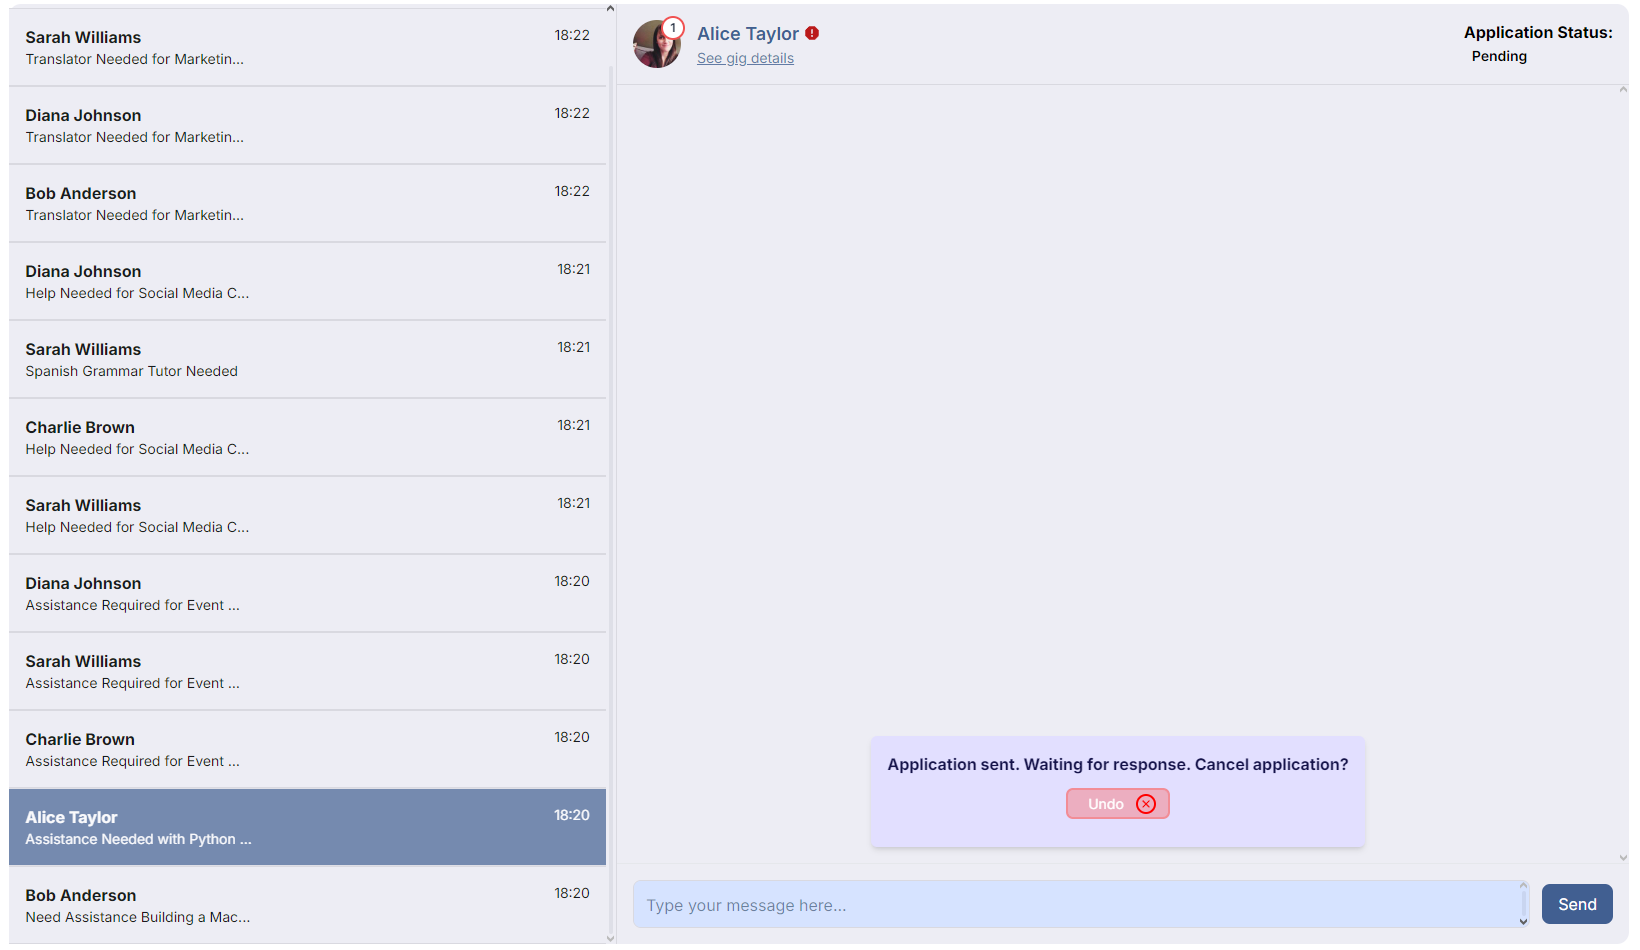 Sarah Williams
18:22
Translator Needed for Marketin...
Diana Johnson
18:22
Translator Needed for Marketin...
Bob Anderson
18:22
Translator Needed for Marketin...
Diana Johnson
18:21
Help Needed for Social Media C...
Sarah Williams
18:21
Spanish Grammar Tutor Needed
Charlie Brown
18:21
Help Needed for Social Media C...
Sarah Williams
18:21
Help Needed for Social Media C...
Diana Johnson
18:20
Assistance Required for Event ...
Sarah Williams
18:20
Assistance Required for Event ...
Charlie Brown
18:20
Assistance Required for Event ...
Alice Taylor
18:20
Assistance Needed with Python ...
Bob Anderson
18:20
Need Assistance Building a Mac...
1
Alice Taylor
See gig details
Application Status:
Pending
Application sent. Waiting for response. Cancel application?
Undo
Type your message here...
Send